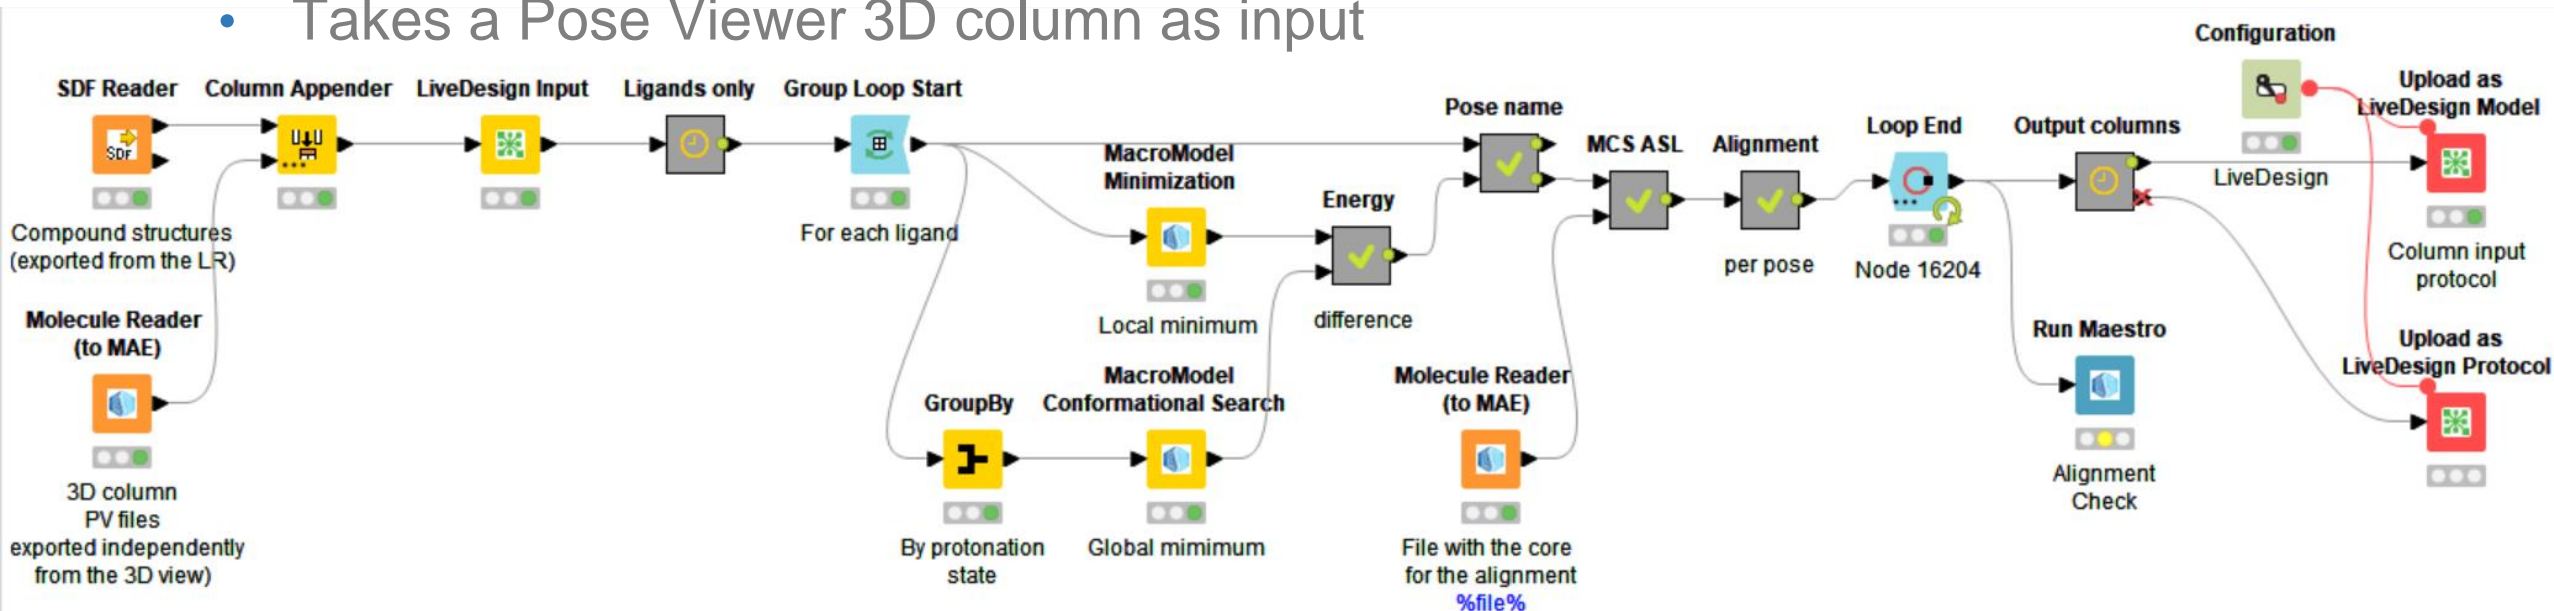 • Takes a Pose Viewer 3D column as input
Configuration
SDF Reader
Column Appender
LiveDesign Input
Ligands only
Group Loop Start
Upload as
LiveDesign Model
Pose name
SDF
MCS ASL
Alignment
Loop End
Output columns
MacroModel
Minimization
LiveDesign
Energy
Compound structures
(exported from the LR)
For each ligand
per pose
Node 16204
Column input
protocol
Molecule Reader
(to MAE)
Local minimum
difference
Run Maestro
Upload as
LiveDesign Protocol
GroupBy
MacroModel
Conformational Search
Molecule Reader
(to MAE)
3D column
PV files
exported independently
from the 3D view)
Alignment
Check
By protonation
state
Global mimimum
File with the core
for the alignment
%file%